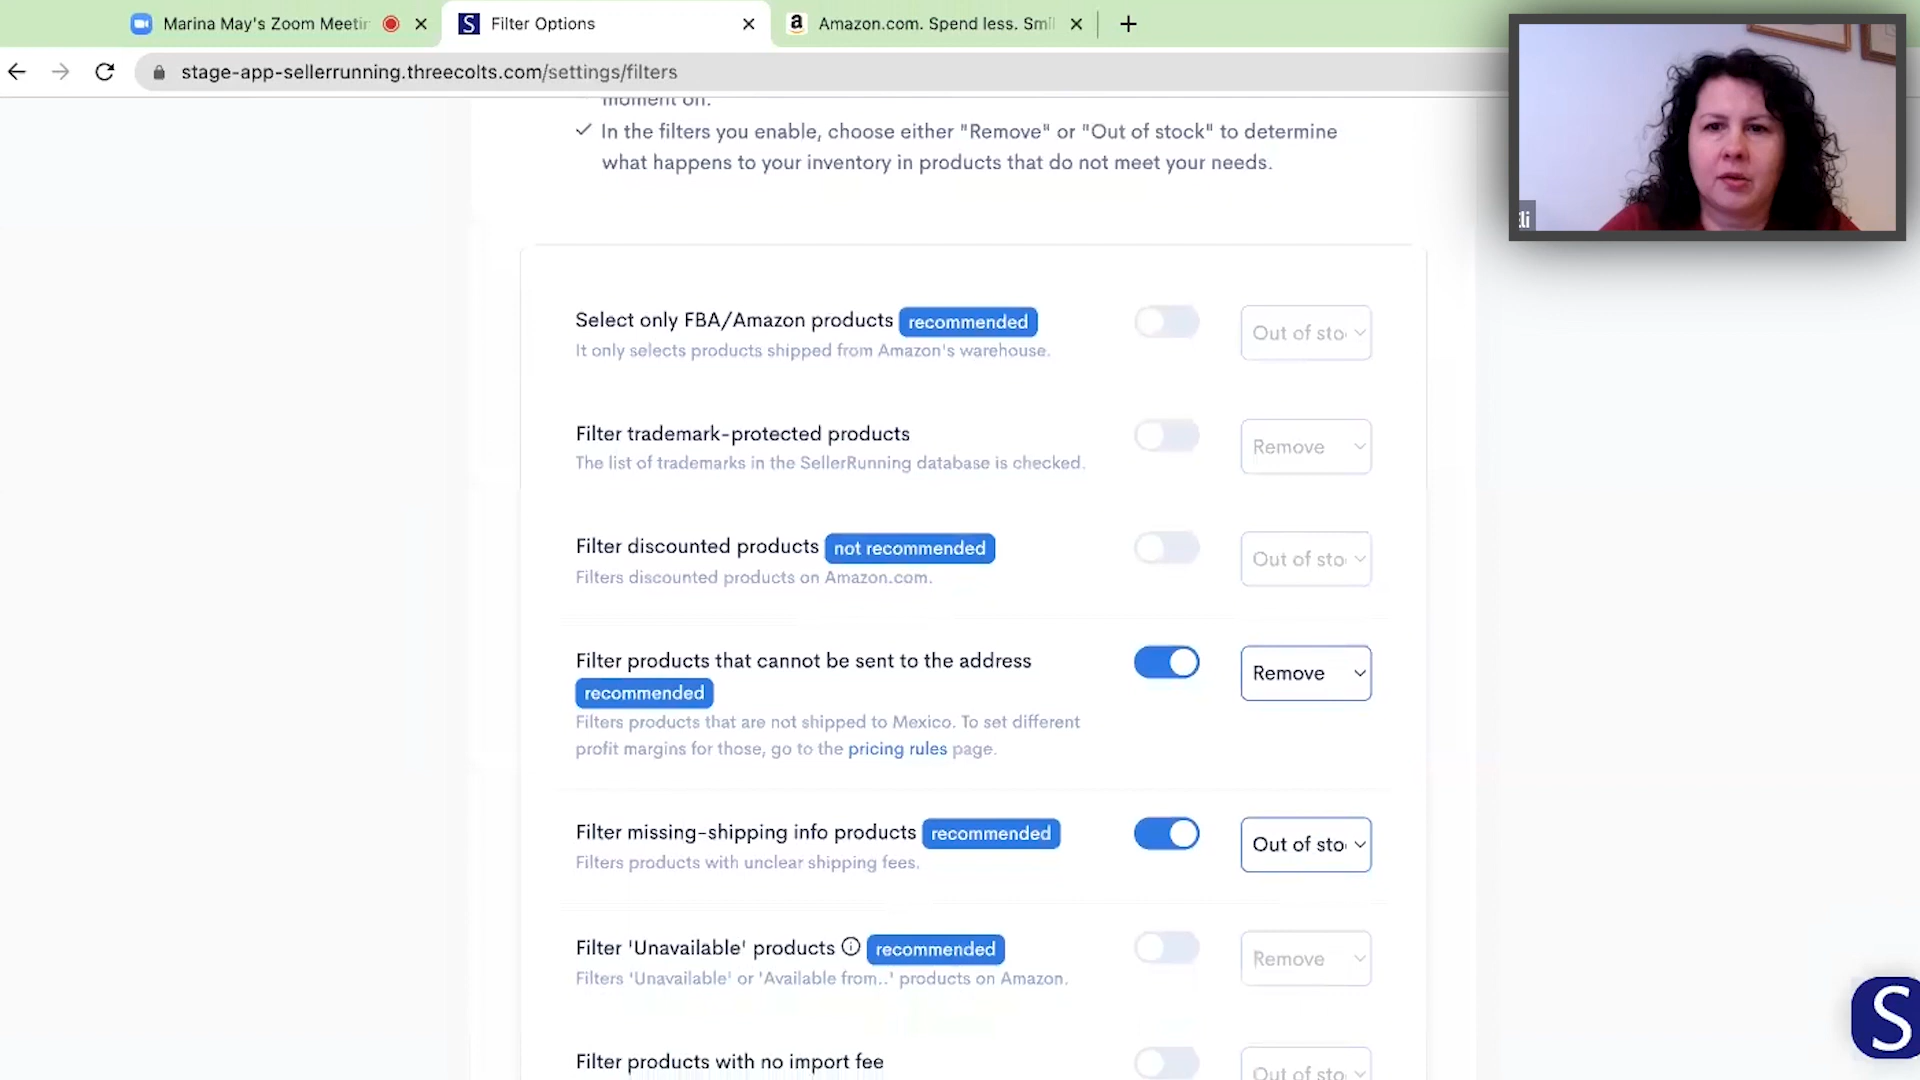 Marina May's Zoom Meetin
S Filter Options
a Amazon.com. Spend less. Smil
stage-app-sellerrunning.threecolts.com/settings/filters
moment on.
In the filters you enable, choose either "Remove" or "Out of stock" to determine
what happens to your inventory in products that do not meet your needs.
Select only FBA/Amazon products recommended
Out of sto
It only selects products shipped from Amazon's warehouse.
Filter trademark-protected products
Remove
The list of trademarks in the SellerRunning database is checked.
Filter discounted products not recommended
Out of sto
Filters discounted products on Amazon.com.
Filter products that cannot be sent to the address
Remove
recommended
Filters products that are not shipped to Mexico. To set different
profit margins for those, go to the pricing rules page.
Filter missing-shipping info products recommended
Out of sto
Filters products with unclear shipping fees.
Filter 'Unavailable' products recommended
Remove
Filters 'Unavailable' or 'Available from..' products on Amazon.
Filter products with no import fee
Out of sto
S